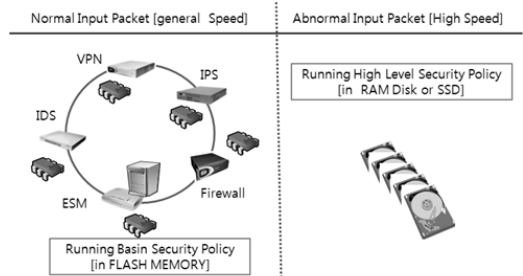 Normal Input Packet [general Speed]
Abnormal Input Packet [High Speed]
VPN
IPS
IDS
ESM
Firewall
Running Basin Security Policy
[in FLASH MEMORY]
Running High Level Security Policy
[in RAM Disk or SSD]